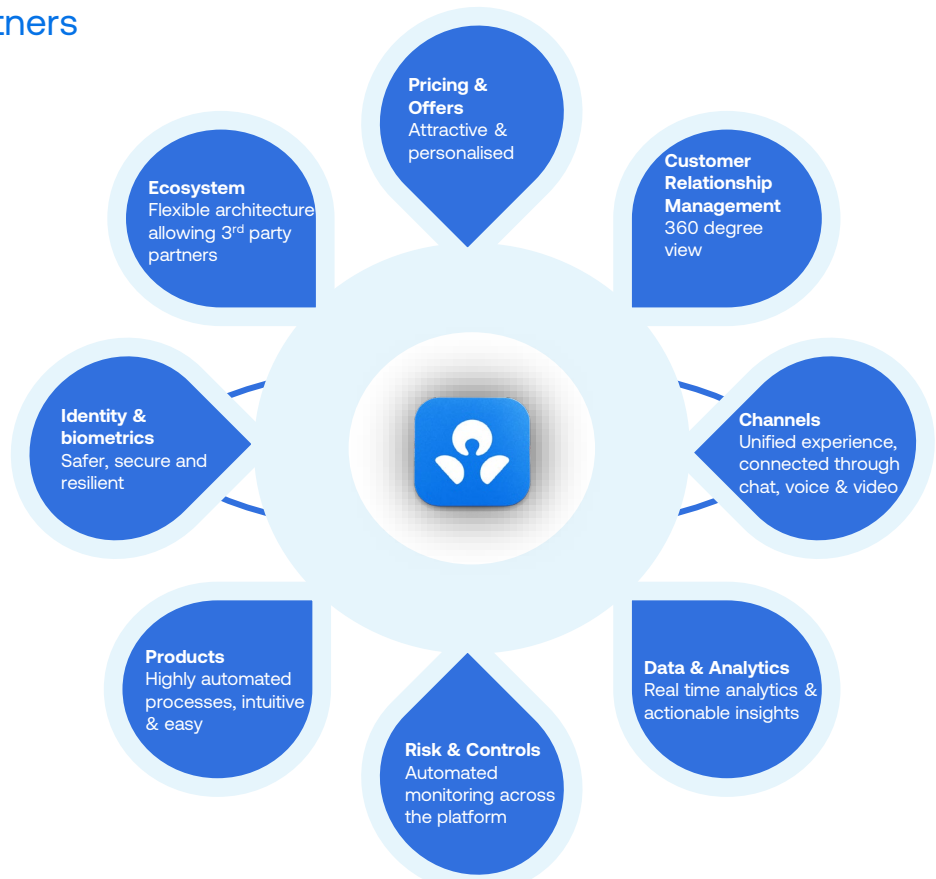 tners
Pricing &
Offers
Attractive &
personalised
Customer
Relationship
Management
360 degree
view
Ecosystem
Flexible architecture
allowing 3rd party
partners
Identity &
biometrics
Safer, secure and
resilient
Channels
Unified experience,
connected through
chat, voice & video
Products
Highly automated
processes, intuitive
& easy
Data & Analytics
Real time analytics &
actionable insights
Risk & Controls
Automated
monitoring across
the platform